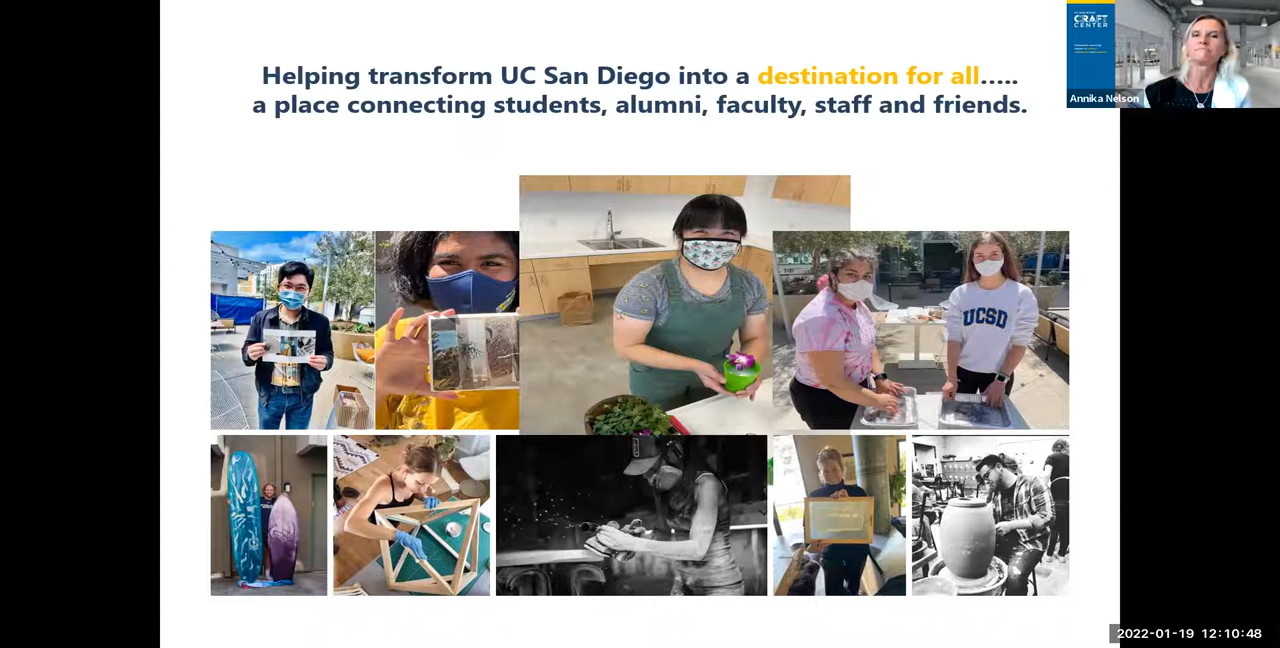 Helping transform UC San Diego into a destination for all.....
a place connecting students, alumni, faculty, staff and friends.
CRAFT
CENTER
Annika Nelson
UCSD
2022-01-19 12:10:48